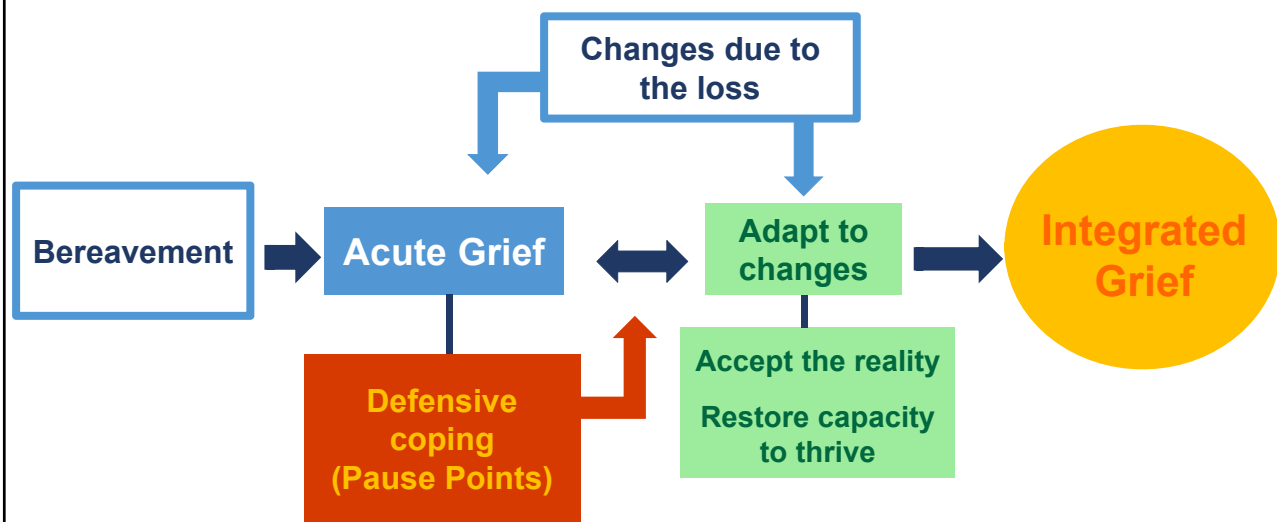 Changes due to
the loss
Bereavement
Acute Grief
Adapt to
changes
Integrated
Grief
Defensive
coping
(Pause Points)
Accept the reality
Restore capacity
to thrive